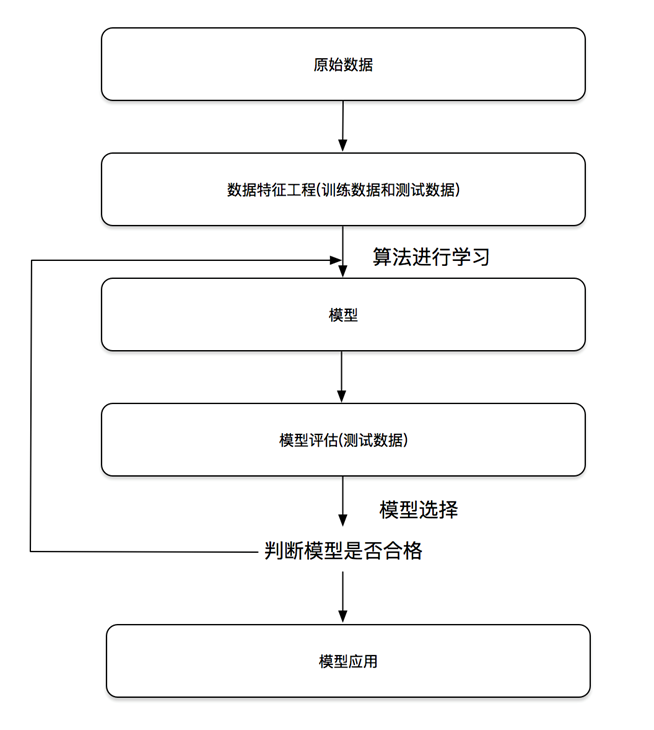 原始数据
数据特征工程(训练数据和测试数据)
算法进行学习
模型
模型评估(测试数据)
模型选择
判断模型是否合格
模型应用